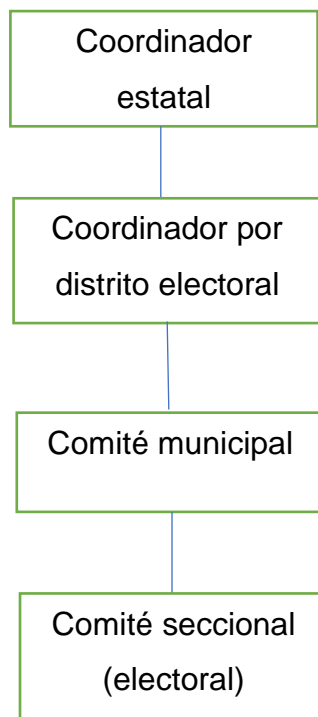 Coordinador
estatal
Coordinador por
distrito electoral
Comité municipal
Comité seccional
(electoral)